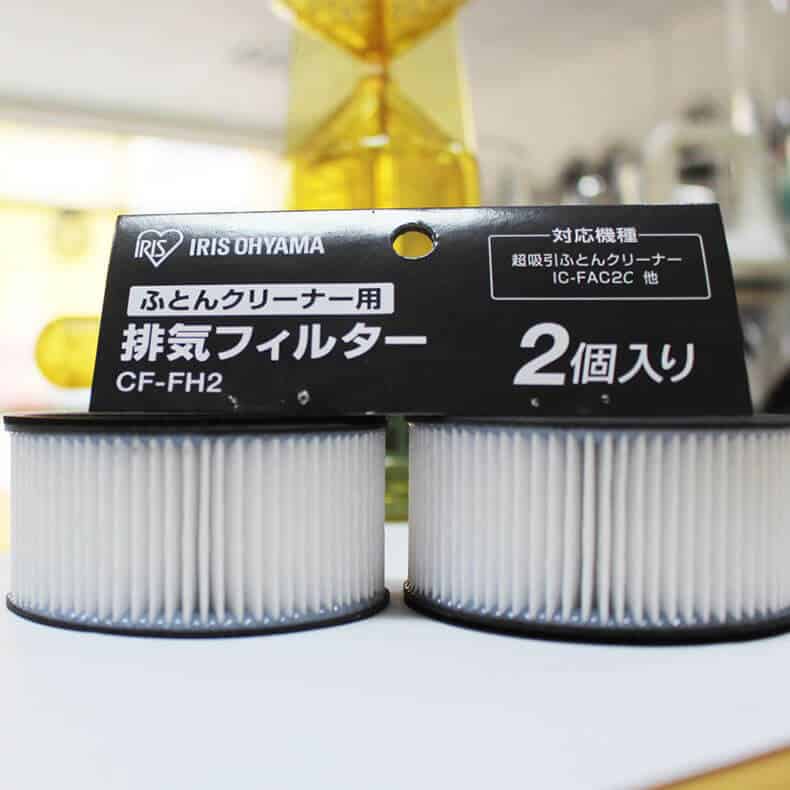 IRIS
IRIS OHYAMA
ふとんクリーナー用
排気フィルター
CF-FH2
対応機種
超吸引ふとんクリーナー
IC-FAC2C 他
2個入り